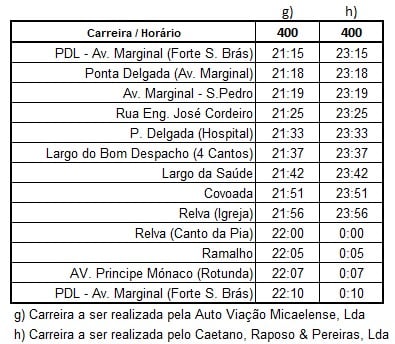 g) h)
Carreira / Horário 400 400
PDL - Av. Marginal (Forte S. Brás) 21:15 23:15
Ponta Delgada (Av. Marginal) 21:18 23:18
Av. Marginal - S.Pedro 21:19 23:19
Rua Eng. José Cordeiro 21:25 23:25
P. Delgada (Hospital) 21:33 23:33
Largo do Bom Despacho (4 Cantos) 21:37 23:37
Largo da Saúde 21:42 23:42
Covoada 21:51 23:51
Relva (Igreja) 21:56 23:56
Relva (Canto da Pia) 22:00 0:00
Ramalho 22:05 0:05
AV. Principe Mónaco (Rotunda) 22:07 0:07
PDL - Av. Marginal (Forte S. Brás) 22:10 0:10
g) Carreira a ser realizada pela Auto Viação Micaelense, Lda
h) Carreira a ser realizada pelo Caetano, Raposo & Pereiras, Lda